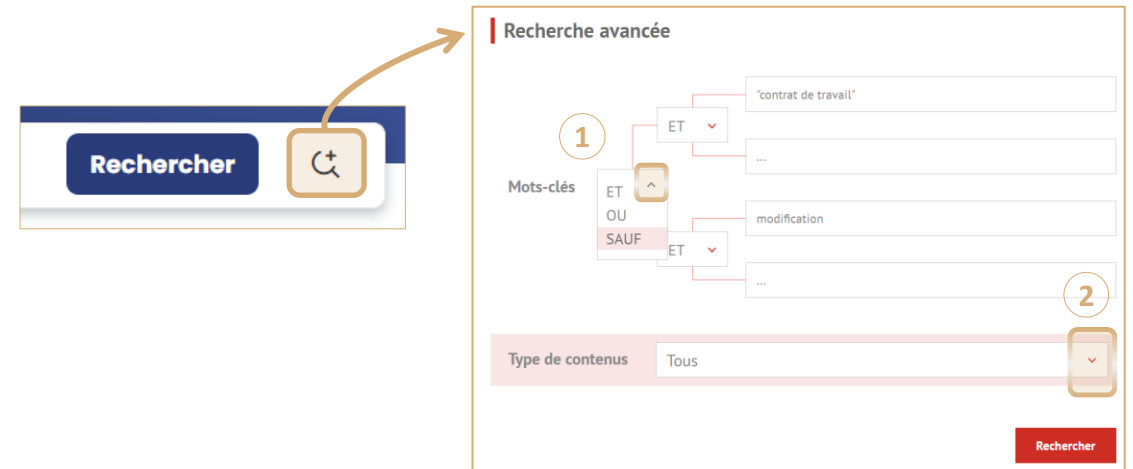 Recherche avancée
Rechercher
1
Mots-clés
ET
"contrat de travail"
...
ET
OU
SAUF
ET
modification
...
2
Type de contenus
Tous
Rechercher